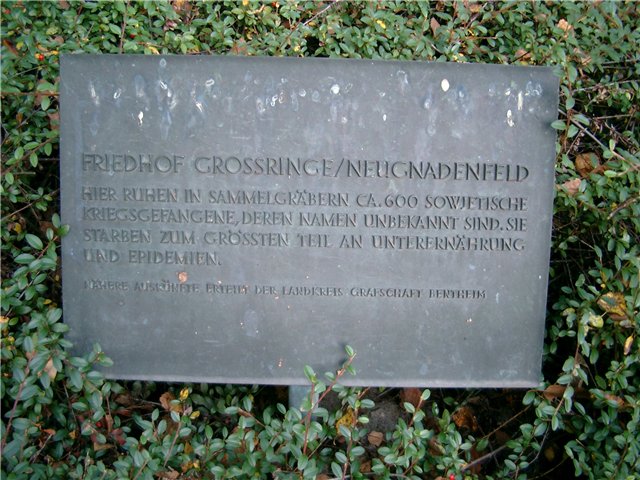 FRIEDHOF GROSSRINGE/NEUGNADENFELD
HIER RUHEN IN SAMMELGRÄBERN CA. 600 SOWJETISCHE
KRIEGSGEFANGENE, DEREN NAMEN UNBEKANNT SIND. SIE
STARBEN ZUM GRÖSSTEN TEIL AN UNTERERNÄHRUNG
UND EPIDEMIEN.
NÄHERE AUSKÜNFTE ERTEILT DER LANDKREIS GRAFSCHAFT BENTHEIM